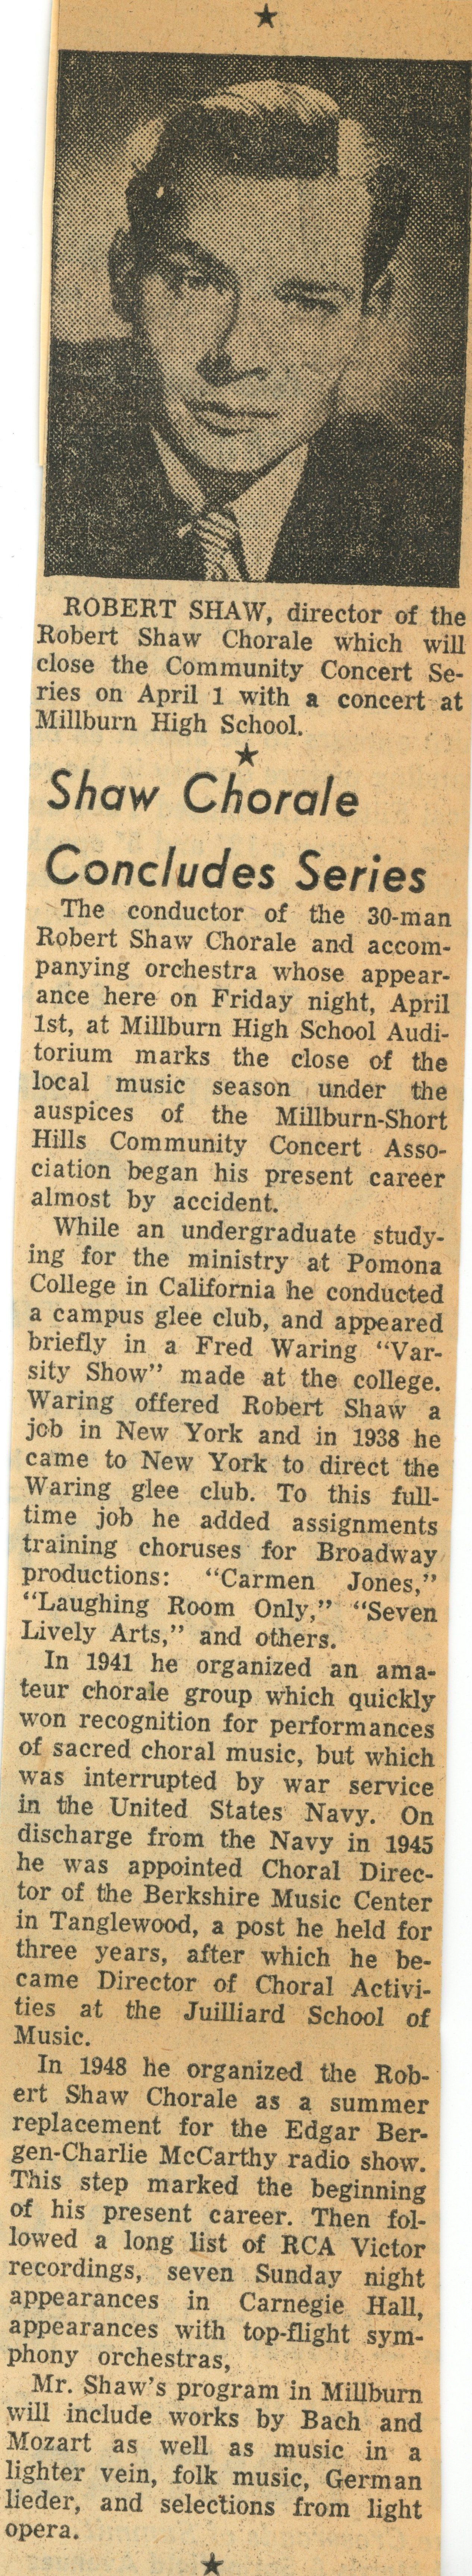 ROBERT SHAW, director of the
Robert Shaw Chorale which will
close the Community Concert Se-
ries on April 1 with a concert at
Millburn High School.
Shaw Chorale
Concludes Series
The conductor of the 30-man
Robert Shaw Chorale and accom-
panying orchestra whose appear-
ance here on Friday night, April
1st, at Millburn High School Audi-
torium marks the close of the
local music season under the
auspices of the Millburn-Short
Hills Community Concert Asso-
ciation began his present career
almost by accident.
While an undergraduate study-
ing for the ministry at Pomona
College in California he conducted
a campus glee club, and appeared
briefly in a Fred Waring "Var-
sity Show" made at the college.
Waring offered Robert Shaw a
job in New York and in 1938 he
came to New York to direct the
Waring glee club. To this full-
time job he added assignments
training choruses for Broadway
productions: "Carmen Jones,"
"Laughing Room Only," "Seven
Lively Arts," and others.
In 1941 he organized an ama-
teur chorale group which quickly
won recognition for performances
of sacred choral music, but which
was interrupted by war service
in the United States Navy. On
discharge from the Navy in 1945
he was appointed Choral Direc-
tor of the Berkshire Music Center
in Tanglewood, a post he held for
three years, after which he be-
came Director of Choral Activi-
ties at the Juilliard School of
Music.
In 1948 he organized the Rob-
ert Shaw Chorale as a summer
replacement for the Edgar Ber-
gen-Charlie McCarthy radio show.
This step marked the beginning
of his present career. Then fol-
lowed a long list of RCA Victor
recordings, seven Sunday night
appearances in Carnegie Hall,
appearances with top-flight sym-
phony orchestras,
Mr. Shaw's program in Millburn
will include works by Bach and
Mozart as well as music in a
lighter vein, folk music, German
lieder, and selections from light
opera.